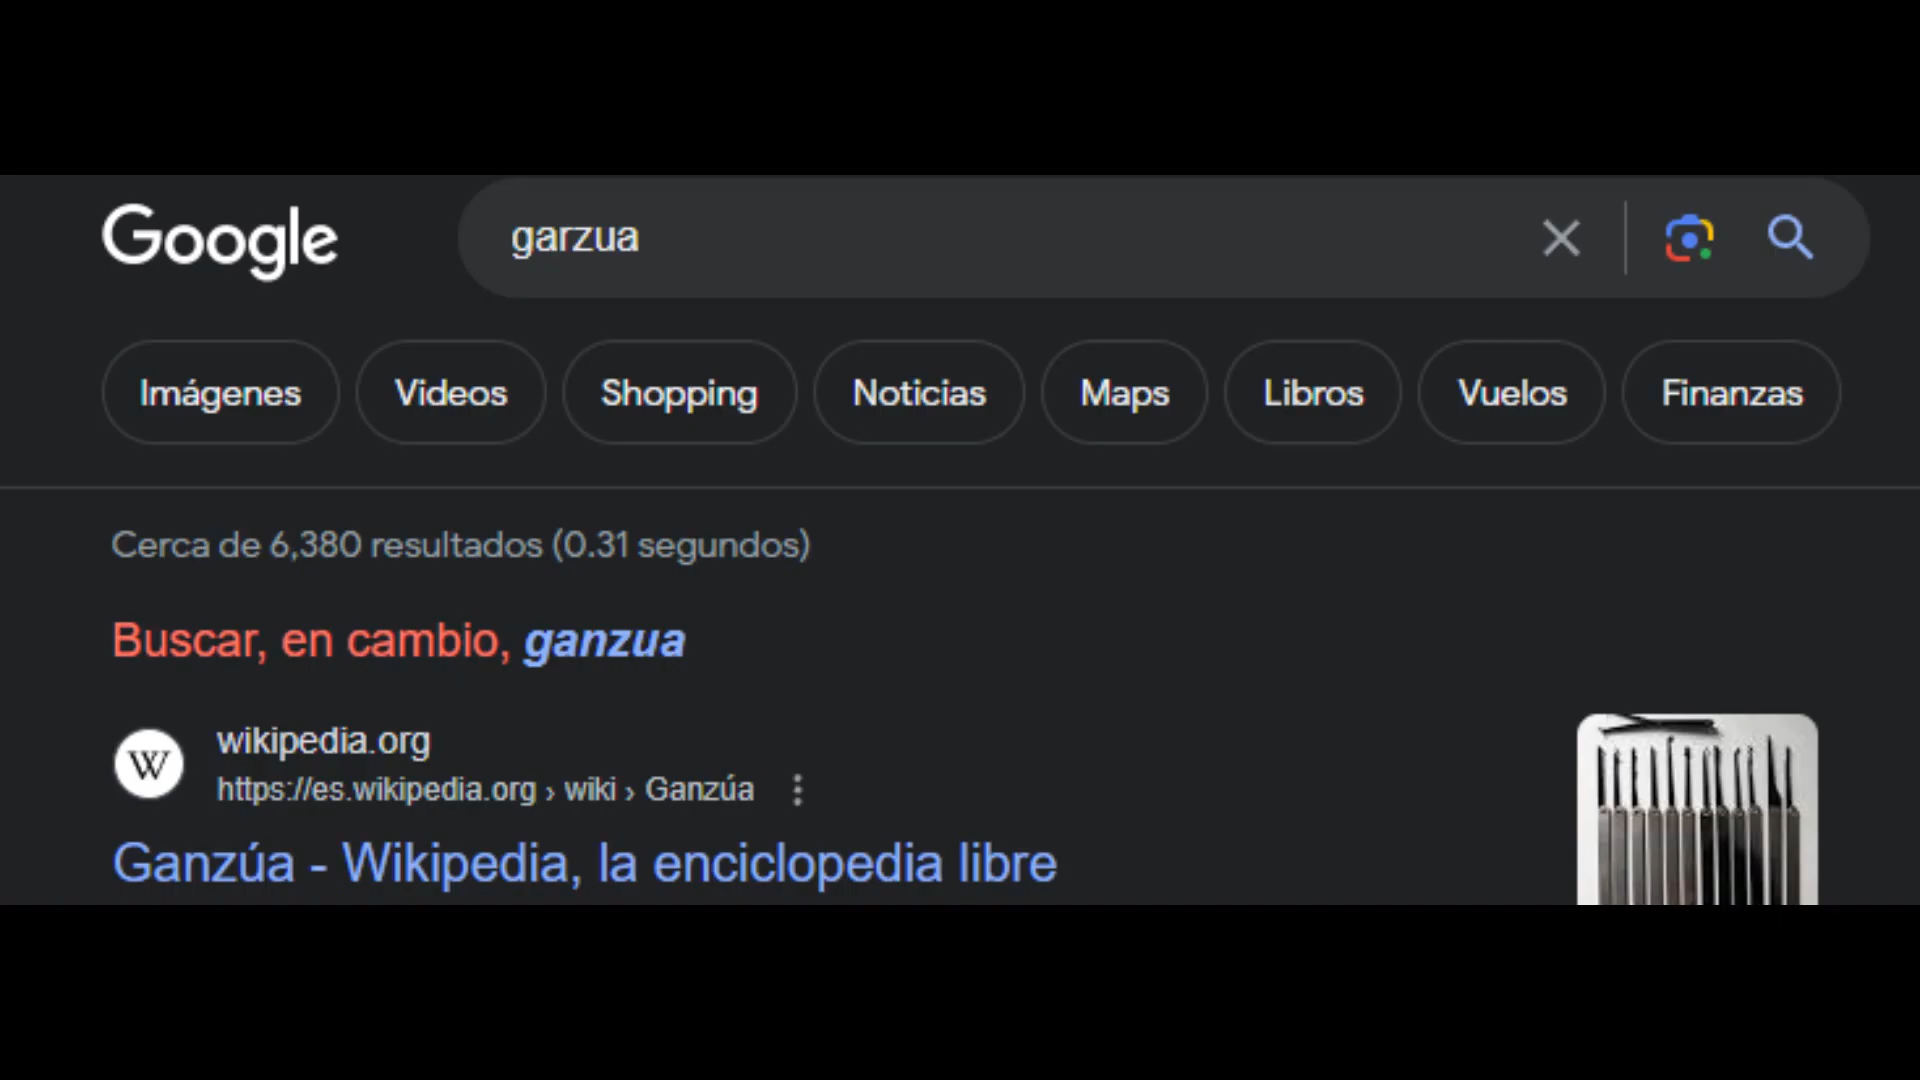 Google
garzua
Imágenes Videos Shopping Noticias Maps Libros Vuelos Finanzas
Cerca de 6,380 resultados (0.31 segundos)
Buscar, en cambio, ganzua
W
wikipedia.org
https://es.wikipedia.org › wiki › Ganzúa
Ganzúa - Wikipedia, la enciclopedia libre